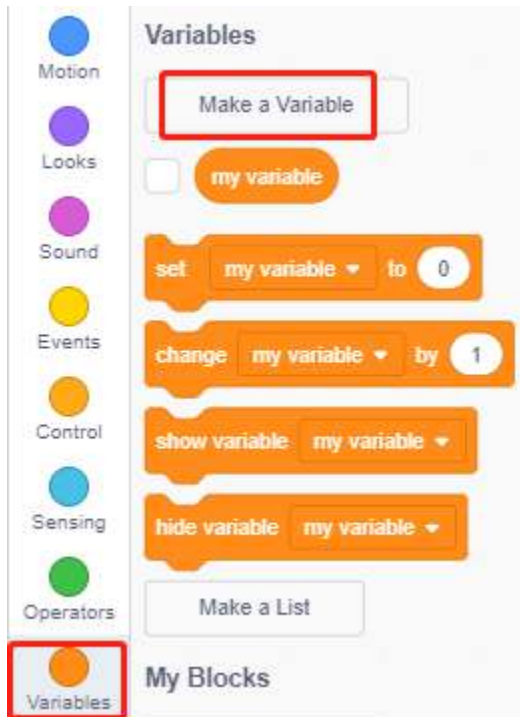 Motion
Looks
Sound
Events
Control
Sensing
Operators
Variables
Variables
Make a Variable
my variable
set my variable to 0
change my variable by 1
show variable my variable
hide variable my variable
Make a List
My Blocks